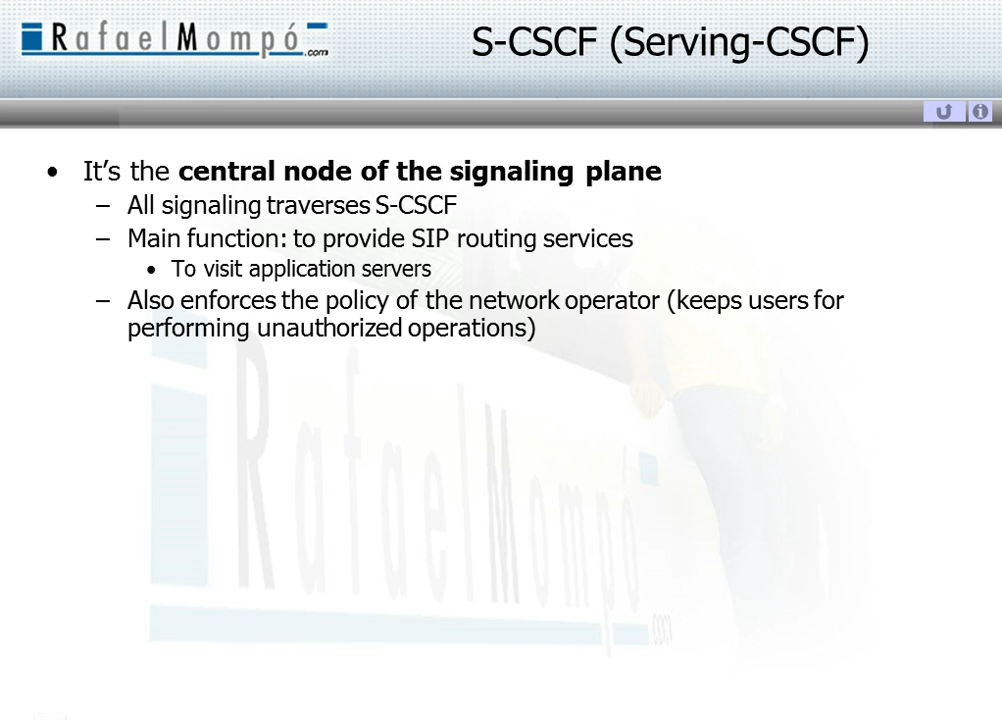 RafaelMompó.com
S-CSCF (Serving-CSCF)
• It’s the central node of the signaling plane
– All signaling traverses S-CSCF
– Main function: to provide SIP routing services
• To visit application servers
– Also enforces the policy of the network operator (keeps users for
performing unauthorized operations)
RafaelMompó
.com